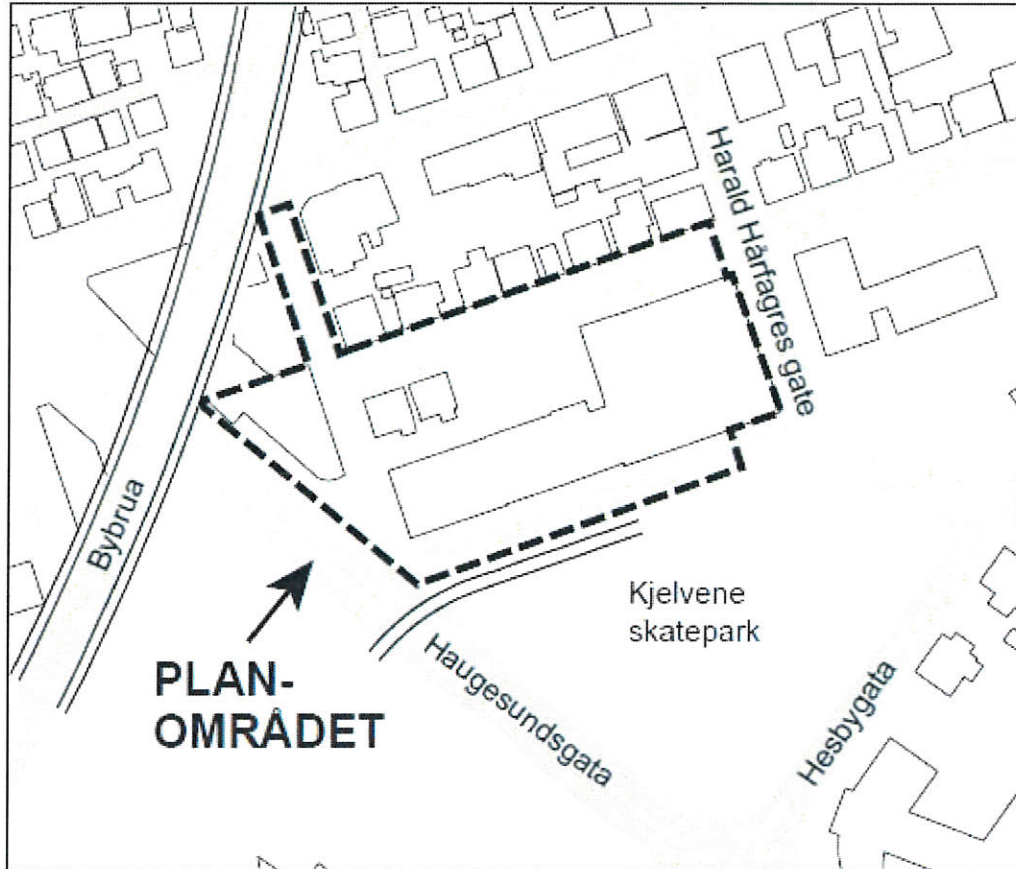 Harald Hårfagres gate
Bybrua
Kjelvene
skatepark
PLAN-
OMRÅDET
Haugesundsgata
Hesbygata